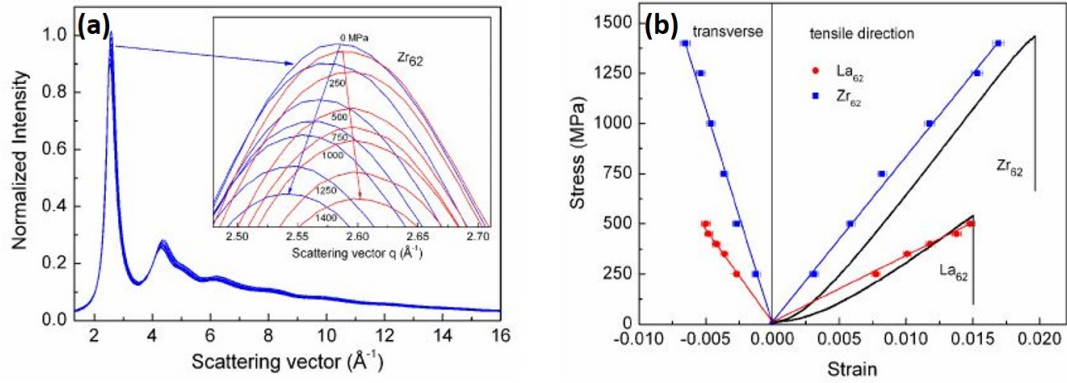 (a)
1.0
0.8
0.6
0.4
0.2
0.0
Normalized Intensity
2 4 6 8 10 12 14 16
Scattering vector (Å-1)
0 MPa
Zr62
250
500
750
1000
1250
1400
2.50 2.55 2.60 2.65 2.70
Scattering vector q (Å-1)
(b)
1500
1250
1000
750
500
250
0
Stress (MPa)
transverse
tensile direction
La62
Zr62
Zr62
La62
-0.010 -0.005 0.000 0.005 0.010 0.015 0.020
Strain